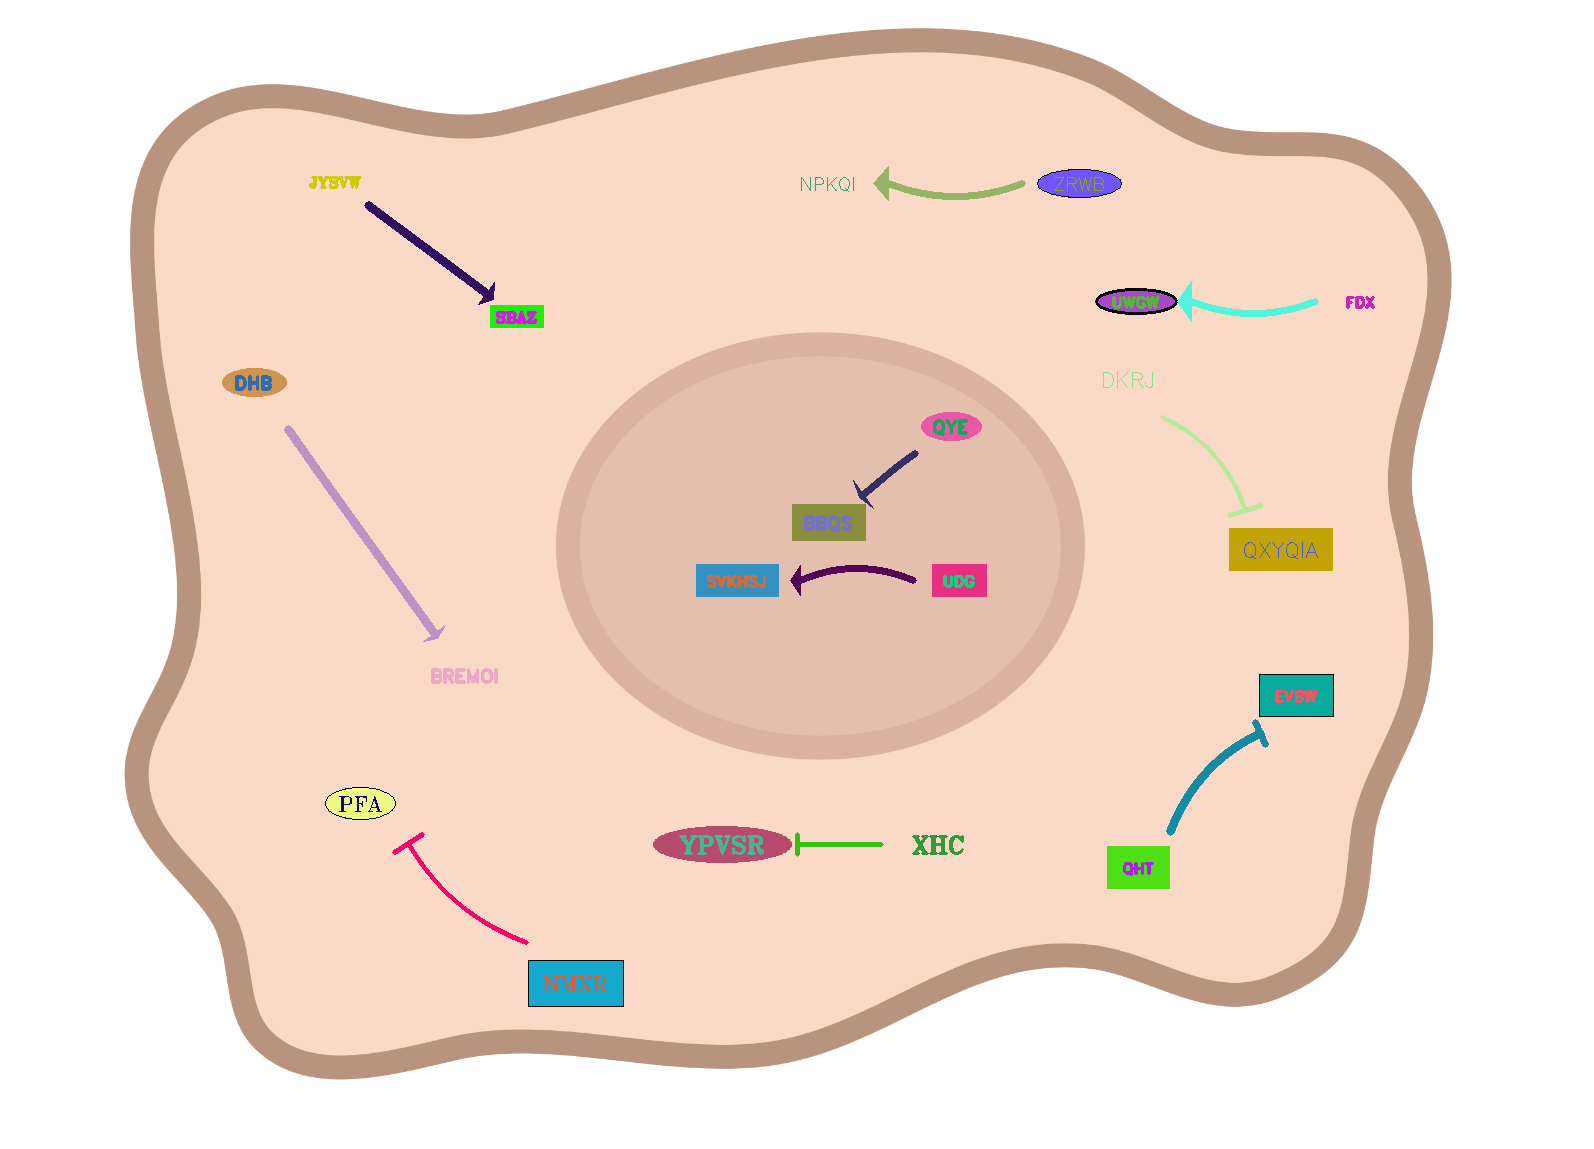 JYSVW
NPKQI
ZRWB
UWGW
FDX
SBAZ
DHB
DKRJ
QYE
BBQS
QXYQIA
SVKHSJ
UDG
BREMOI
EVBW
PFA
YPVSR
XHC
QHT
NMXR